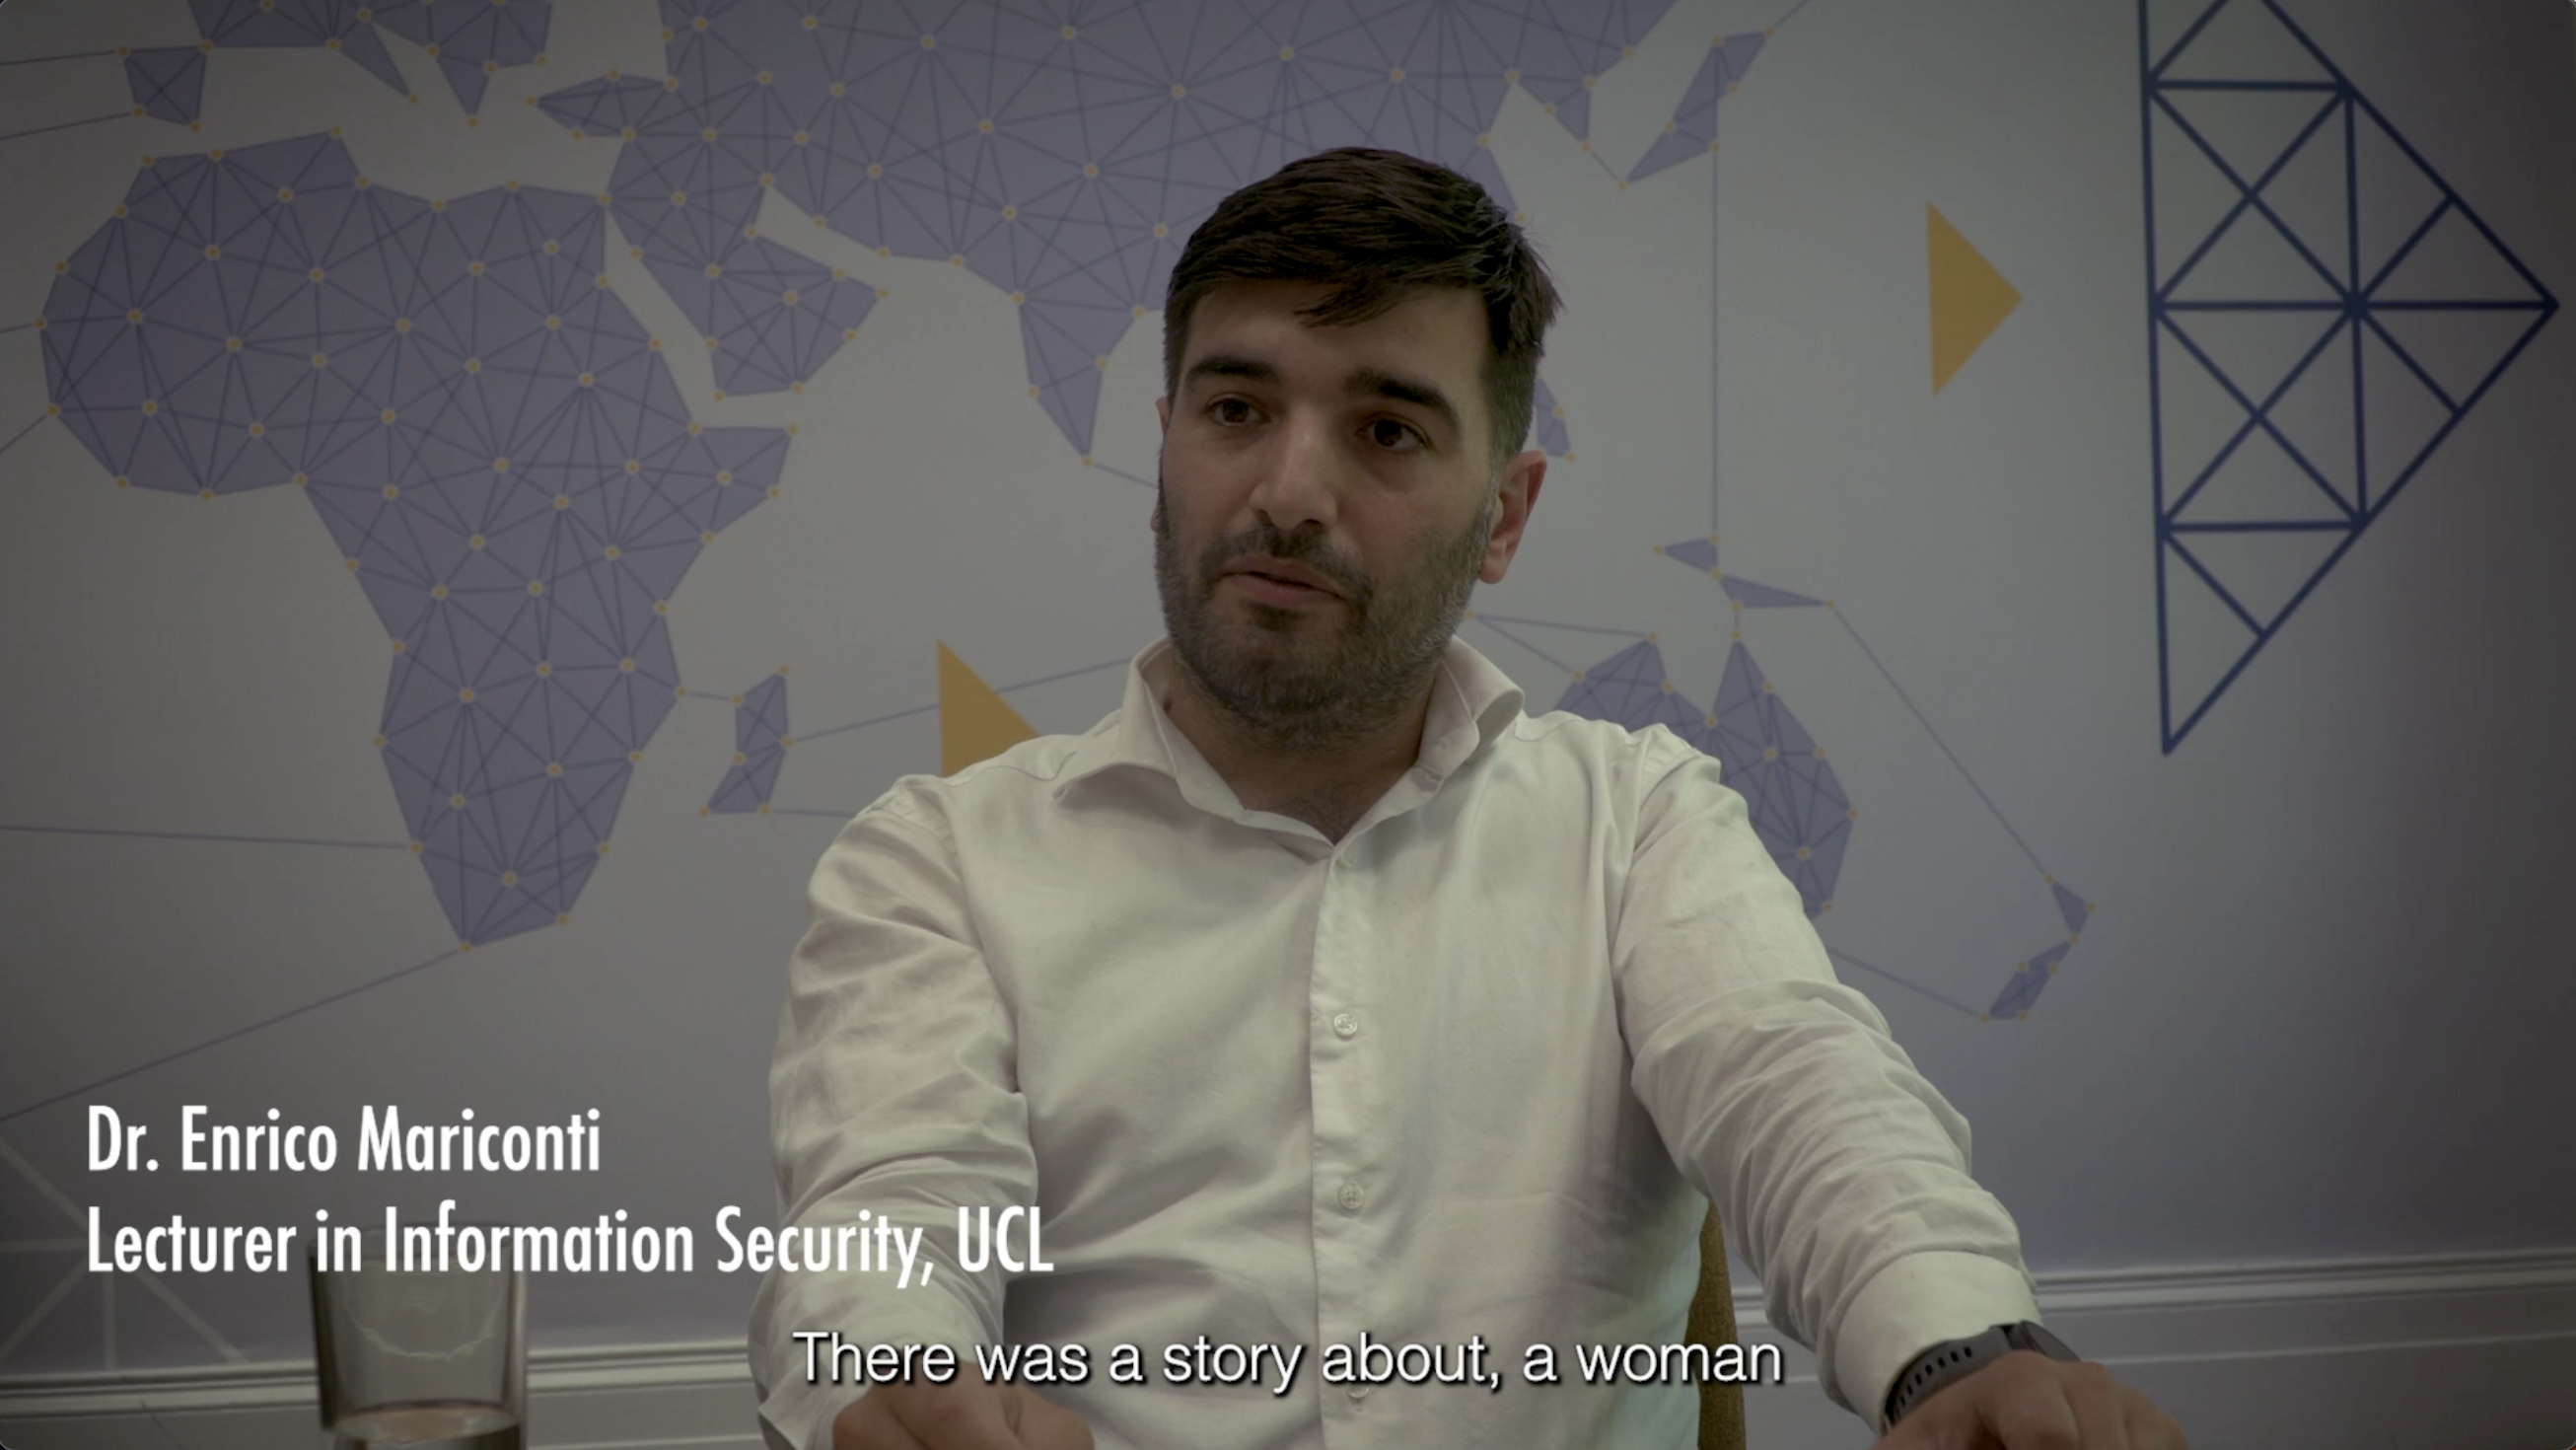 Dr. Enrico Mariconti
Lecturer in Information Security, UCL
There was a story about, a woman